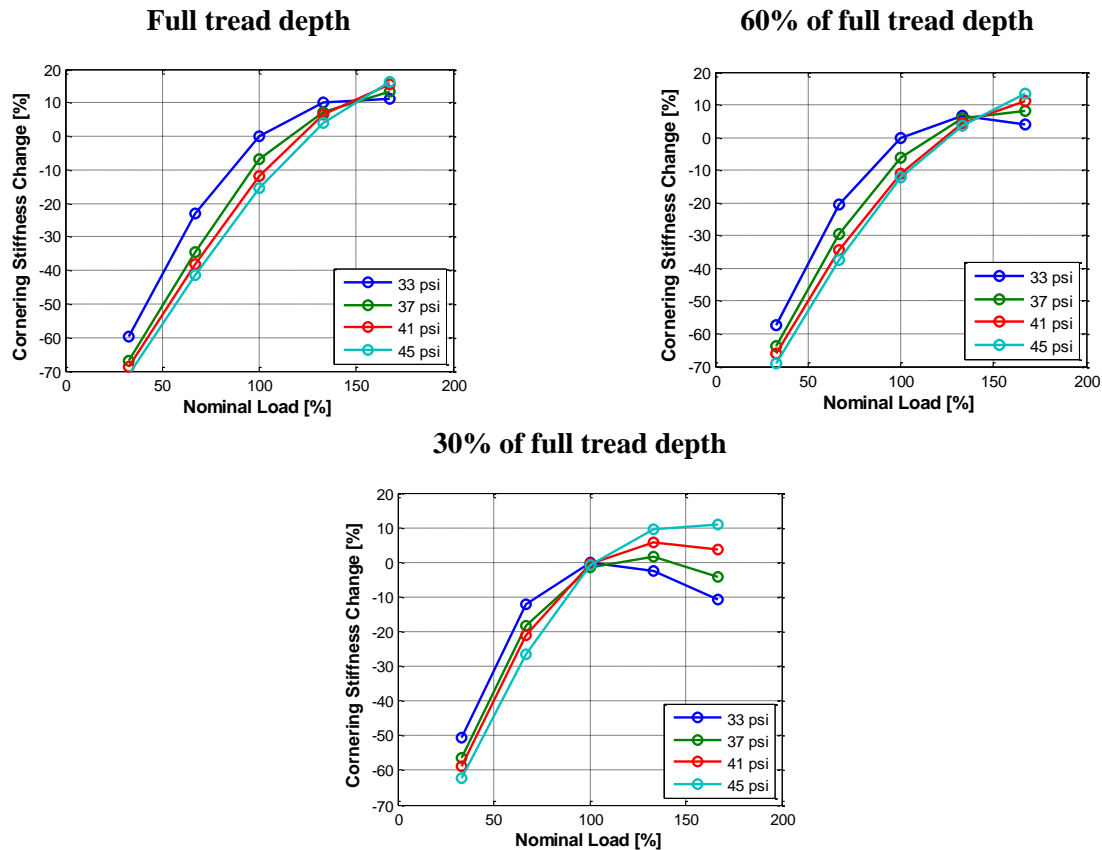 Full tread depth
20
10
0
-10
-20
-30
-40
-50
-60
-70
0
50
100
150
200
Cornering Stiffness Change [%]
Nominal Load [%]
33 psi
37 psi
41 psi
45 psi
60% of full tread depth
20
10
0
-10
-20
-30
-40
-50
-60
-70
0
50
100
150
200
Cornering Stiffness Change [%]
Nominal Load [%]
33 psi
37 psi
41 psi
45 psi
30% of full tread depth
20
10
0
-10
-20
-30
-40
-50
-60
-70
0
50
100
150
200
Cornering Stiffness Change [%]
Nominal Load [%]
33 psi
37 psi
41 psi
45 psi